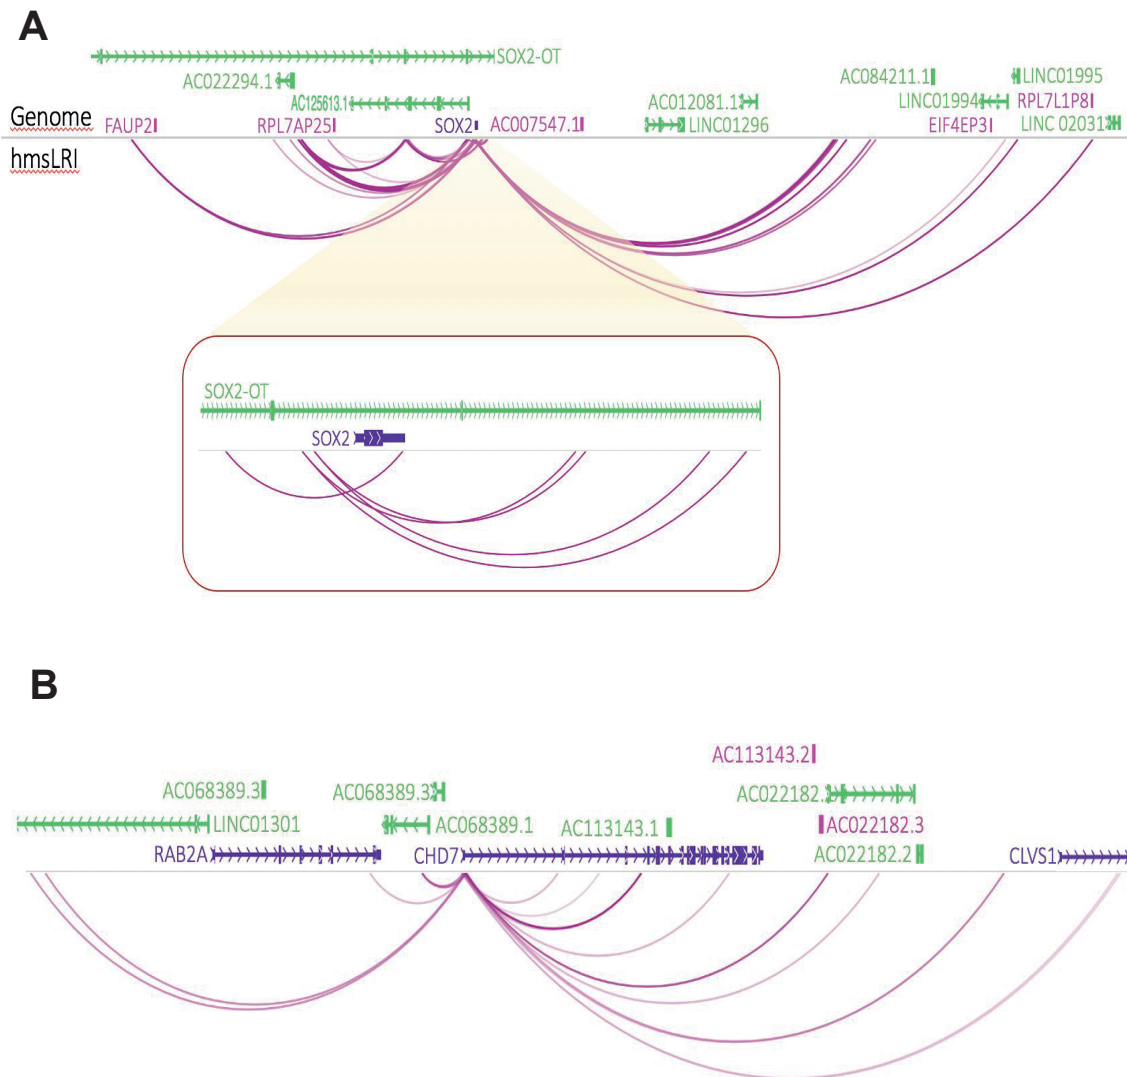 A
SOX2-OT
AC022294.1
AC084211.1
LINC01995
AC125613.1
AC012081.1
LINC01994
RPL7L1P8
Genome
FAUP2
RPL7AP25
SOX2
AC007547.1
LINC01296
EIF4EP3
LINC 02031
hmsLRI
SOX2-OT
SOX2
B
AC113143.2
AC068389.3
AC068389.3
AC022182.
LINC01301
AC068389.1
AC113143.1
AC022182.3
RAB2A
CHD7
AC022182.2
CLVS1